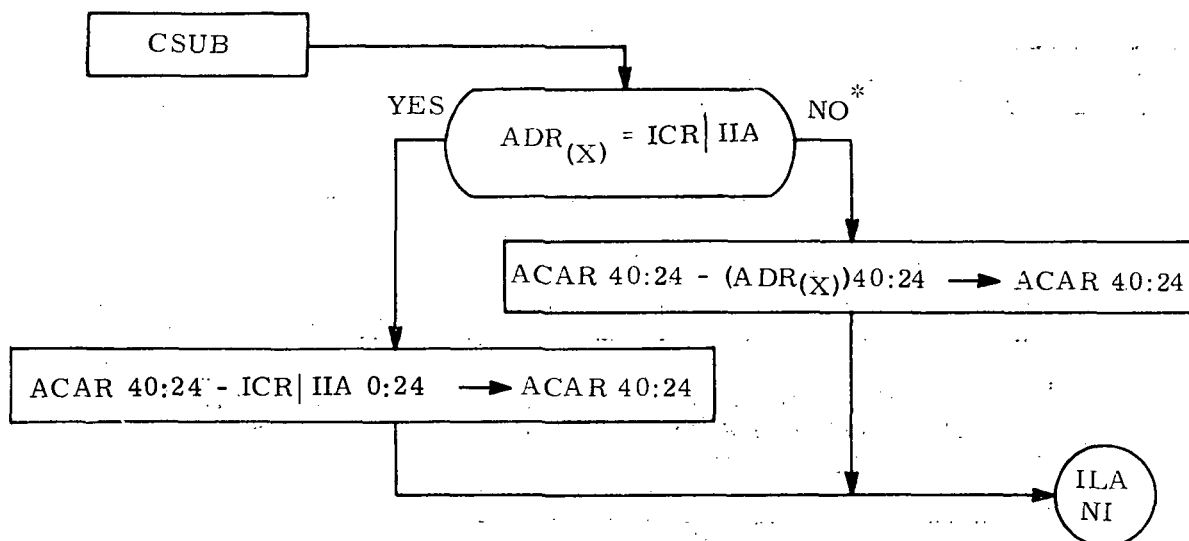 CSUB
YES
NO*
ADR(X) = ICR|IIA
ACAR 40:24 - (ADR(X))40:24 → ACAR 40:24
ACAR 40:24 - ICR|IIA 0:24 → ACAR 40:24
ILA
NI